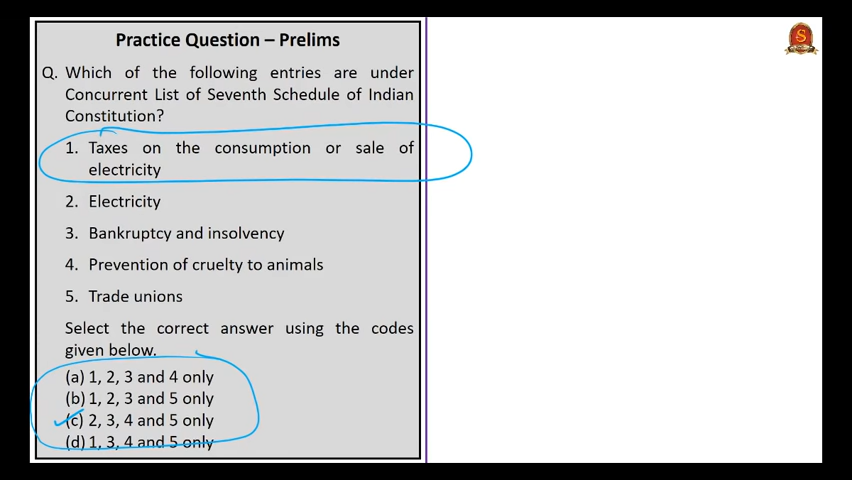 Practice Question – Prelims
Q. Which of the following entries are under
Concurrent List of Seventh Schedule of Indian
Constitution?
1. Taxes on the consumption or sale of
electricity
2. Electricity
3. Bankruptcy and insolvency
4. Prevention of cruelty to animals
5. Trade unions
Select the correct answer using the codes
given below.
(a) 1, 2, 3 and 4 only
(b) 1, 2, 3 and 5 only
(c) 2, 3, 4 and 5 only
(d) 1, 3, 4 and 5 only
S